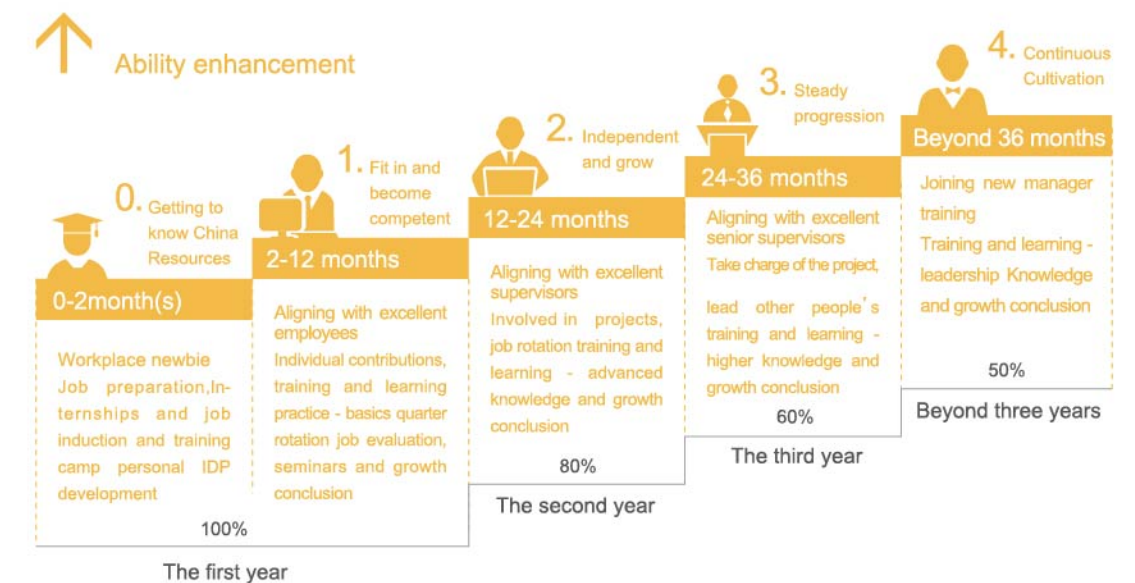 Ability enhancement
0. Getting to
know China
Resources
0-2month(s)
Workplace newbie
Job preparation,In-
ternships and job
induction and training
camp personal IDP
development
1. Fit in and
become
competent
2-12 months
Aligning with excellent
employees
Individual contributions,
training and learning
practice - basics quarter
rotation job evaluation,
seminars and growth
conclusion
100%
The first year
2. Independent
and grow
12-24 months
Aligning with excellent
supervisors
Involved in projects,
job rotation training and
learning - advanced
knowledge and growth
conclusion
80%
The second year
3. Steady
progression
24-36 months
Aligning with excellent
senior supervisors
Take charge of the project,
lead other people's
training and learning -
higher knowledge and
growth conclusion
60%
The third year
4. Continuous
Cultivation
Beyond 36 months
Joining new manager
training
Training and learning -
leadership Knowledge
and growth conclusion
50%
Beyond three years